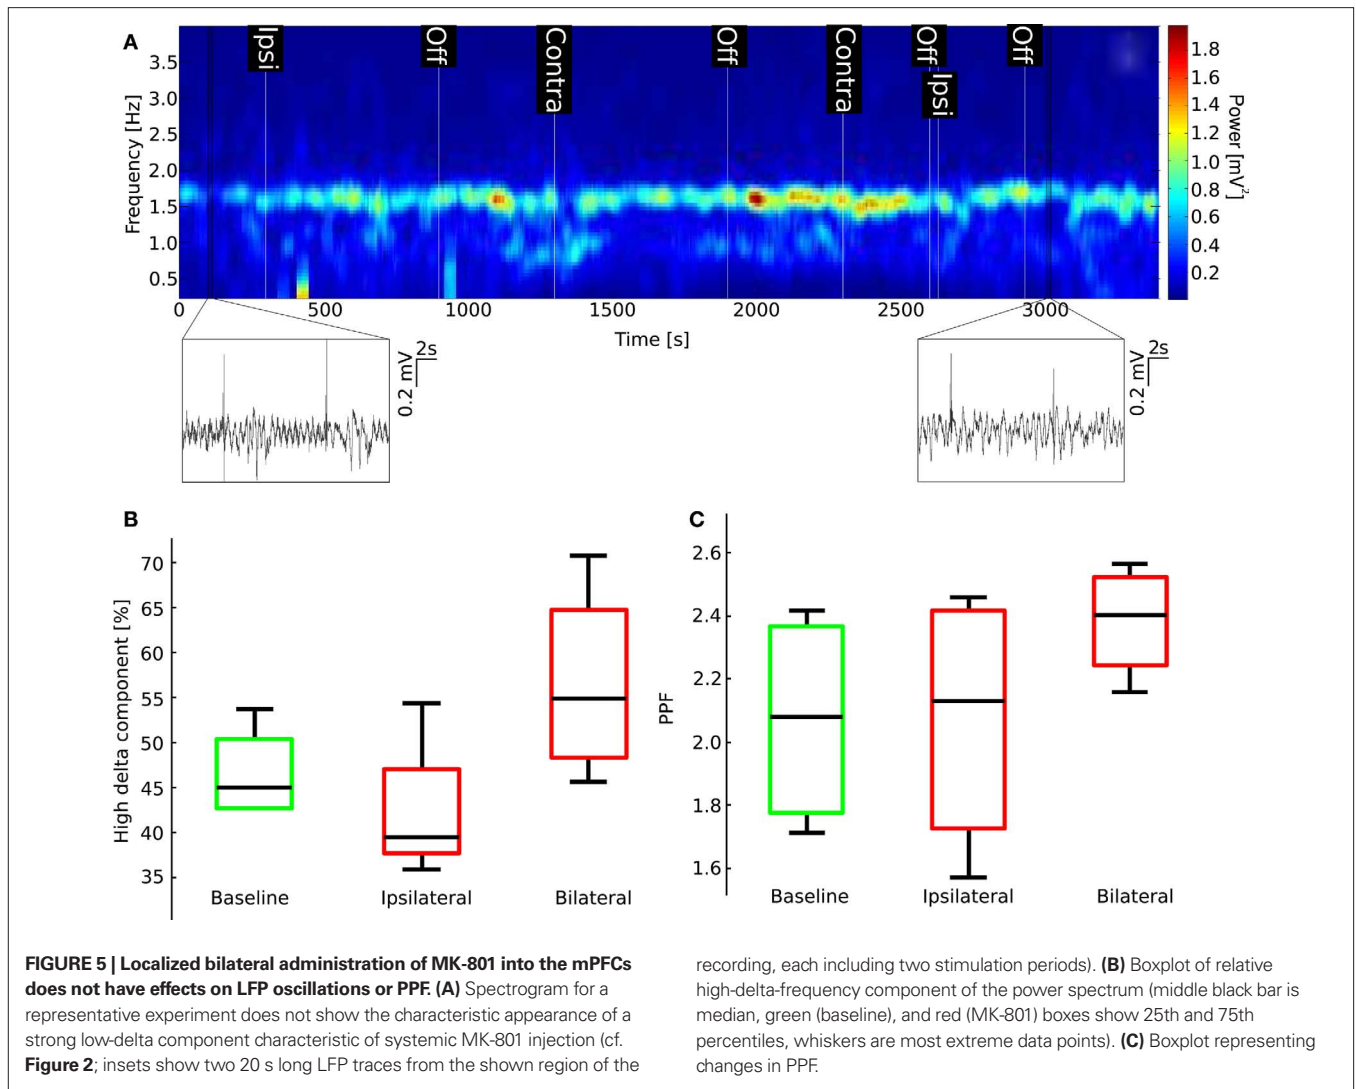 A
Ipsi
Off
Contra
Off
Contra
Off
Ipsi
Off
3.5
3.0
2.5
2.0
1.5
1.0
0.5
Frequency [Hz]
1.8
1.6
1.4
1.2
1.0
0.8
0.6
0.4
0.2
Power [mV²]
0 500 1000 1500 2000 2500 3000
Time [s]
2s
0.2 mV
2s
0.2 mV
B
70
65
60
55
50
45
40
35
High delta component [%]
Baseline Ipsilateral Bilateral
C
2.6
2.4
2.2
2.0
1.8
1.6
PPF
Baseline Ipsilateral Bilateral
FIGURE 5 | Localized bilateral administration of MK-801 into the mPFCs
does not have effects on LFP oscillations or PPF. (A) Spectrogram for a
representative experiment does not show the characteristic appearance of a
strong low-delta component characteristic of systemic MK-801 injection (cf.
Figure 2; insets show two 20 s long LFP traces from the shown region of the
recording, each including two stimulation periods). (B) Boxplot of relative
high-delta-frequency component of the power spectrum (middle black bar is
median, green (baseline), and red (MK-801) boxes show 25th and 75th
percentiles, whiskers are most extreme data points). (C) Boxplot representing
changes in PPF.